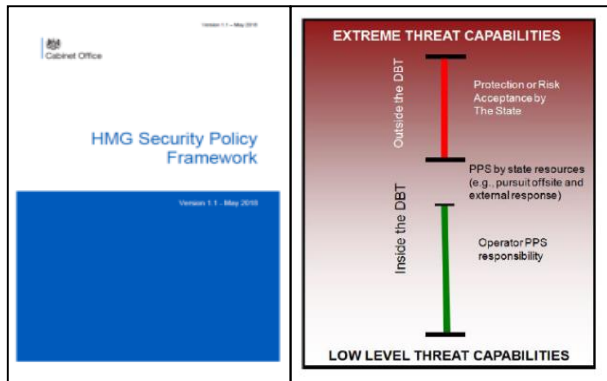 Version 1.1 – May 2018
Cabinet Office
HMG Security Policy
Framework
Version 1.1 - May 2018
EXTREME THREAT CAPABILITIES
Outside the DBT
Protection or Risk
Acceptance by
The State
PPS by state resources
(e.g., pursuit offsite and
external response)
Inside the DBT
Operator PPS
responsibility
LOW LEVEL THREAT CAPABILITIES